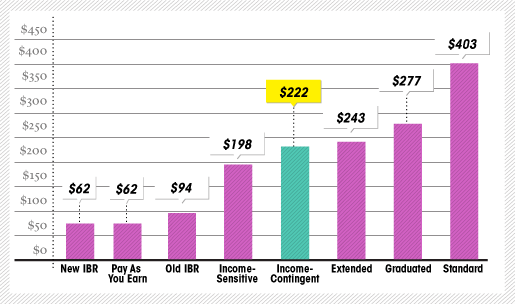 $450
$400
$350
$300
$250
$200
$150
$100
$50
$0
$62
$62
$94
$198
$222
$243
$277
$403
New IBR
Pay As
You Earn
Old IBR
Income-
Sensitive
Income-
Contingent
Extended
Graduated
Standard